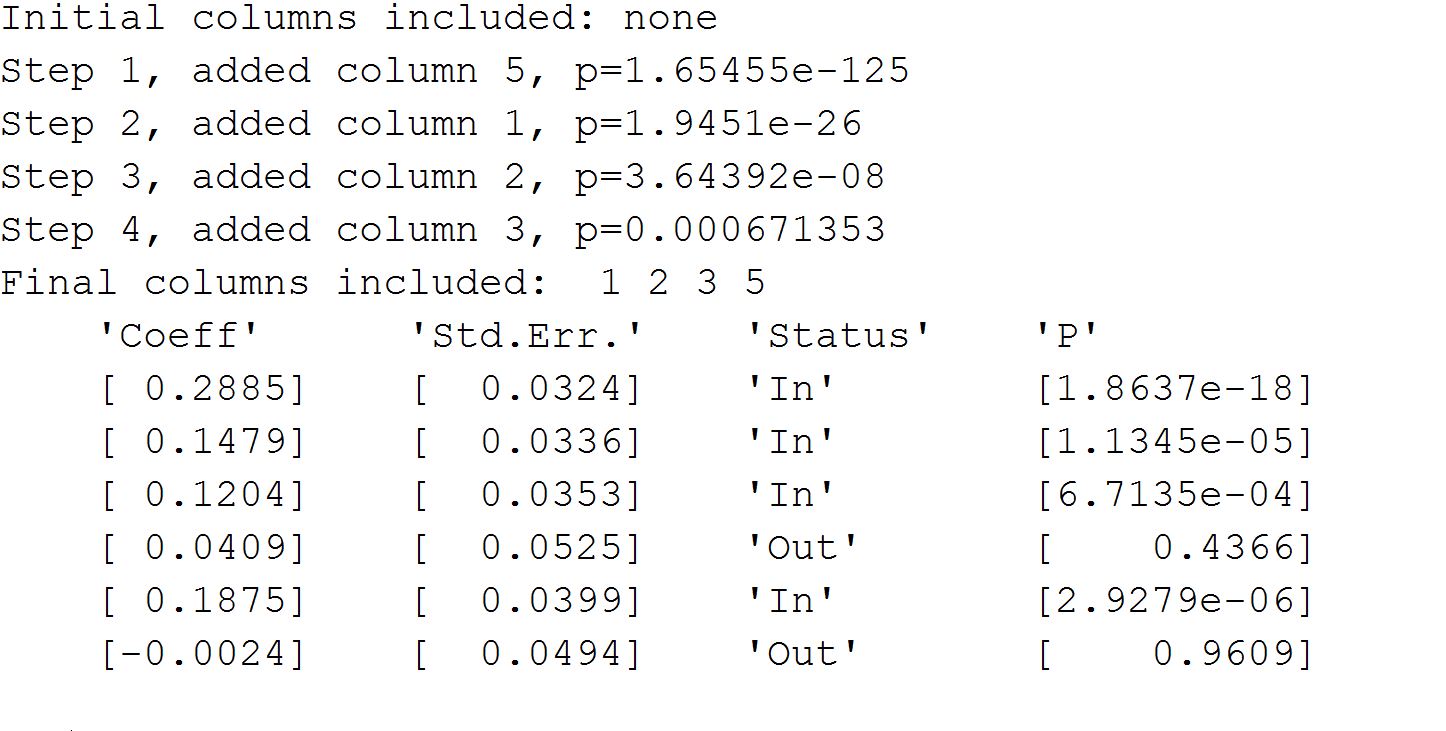 Initial columns included: none
Step 1, added column 5, p=1.65455e-125
Step 2, added column 1, p=1.9451e-26
Step 3, added column 2, p=3.64392e-08
Step 4, added column 3, p=0.000671353
Final columns included:  1 2 3 5
    'Coeff'      'Std.Err.'    'Status'    'P'
    [ 0.2885]    [  0.0324]    'In'        [1.8637e-18]
    [ 0.1479]    [  0.0336]    'In'        [1.1345e-05]
    [ 0.1204]    [  0.0353]    'In'        [6.7135e-04]
    [ 0.0409]    [  0.0525]    'Out'       [    0.4366]
    [ 0.1875]    [  0.0399]    'In'        [2.9279e-06]
    [-0.0024]    [  0.0494]    'Out'       [    0.9609]